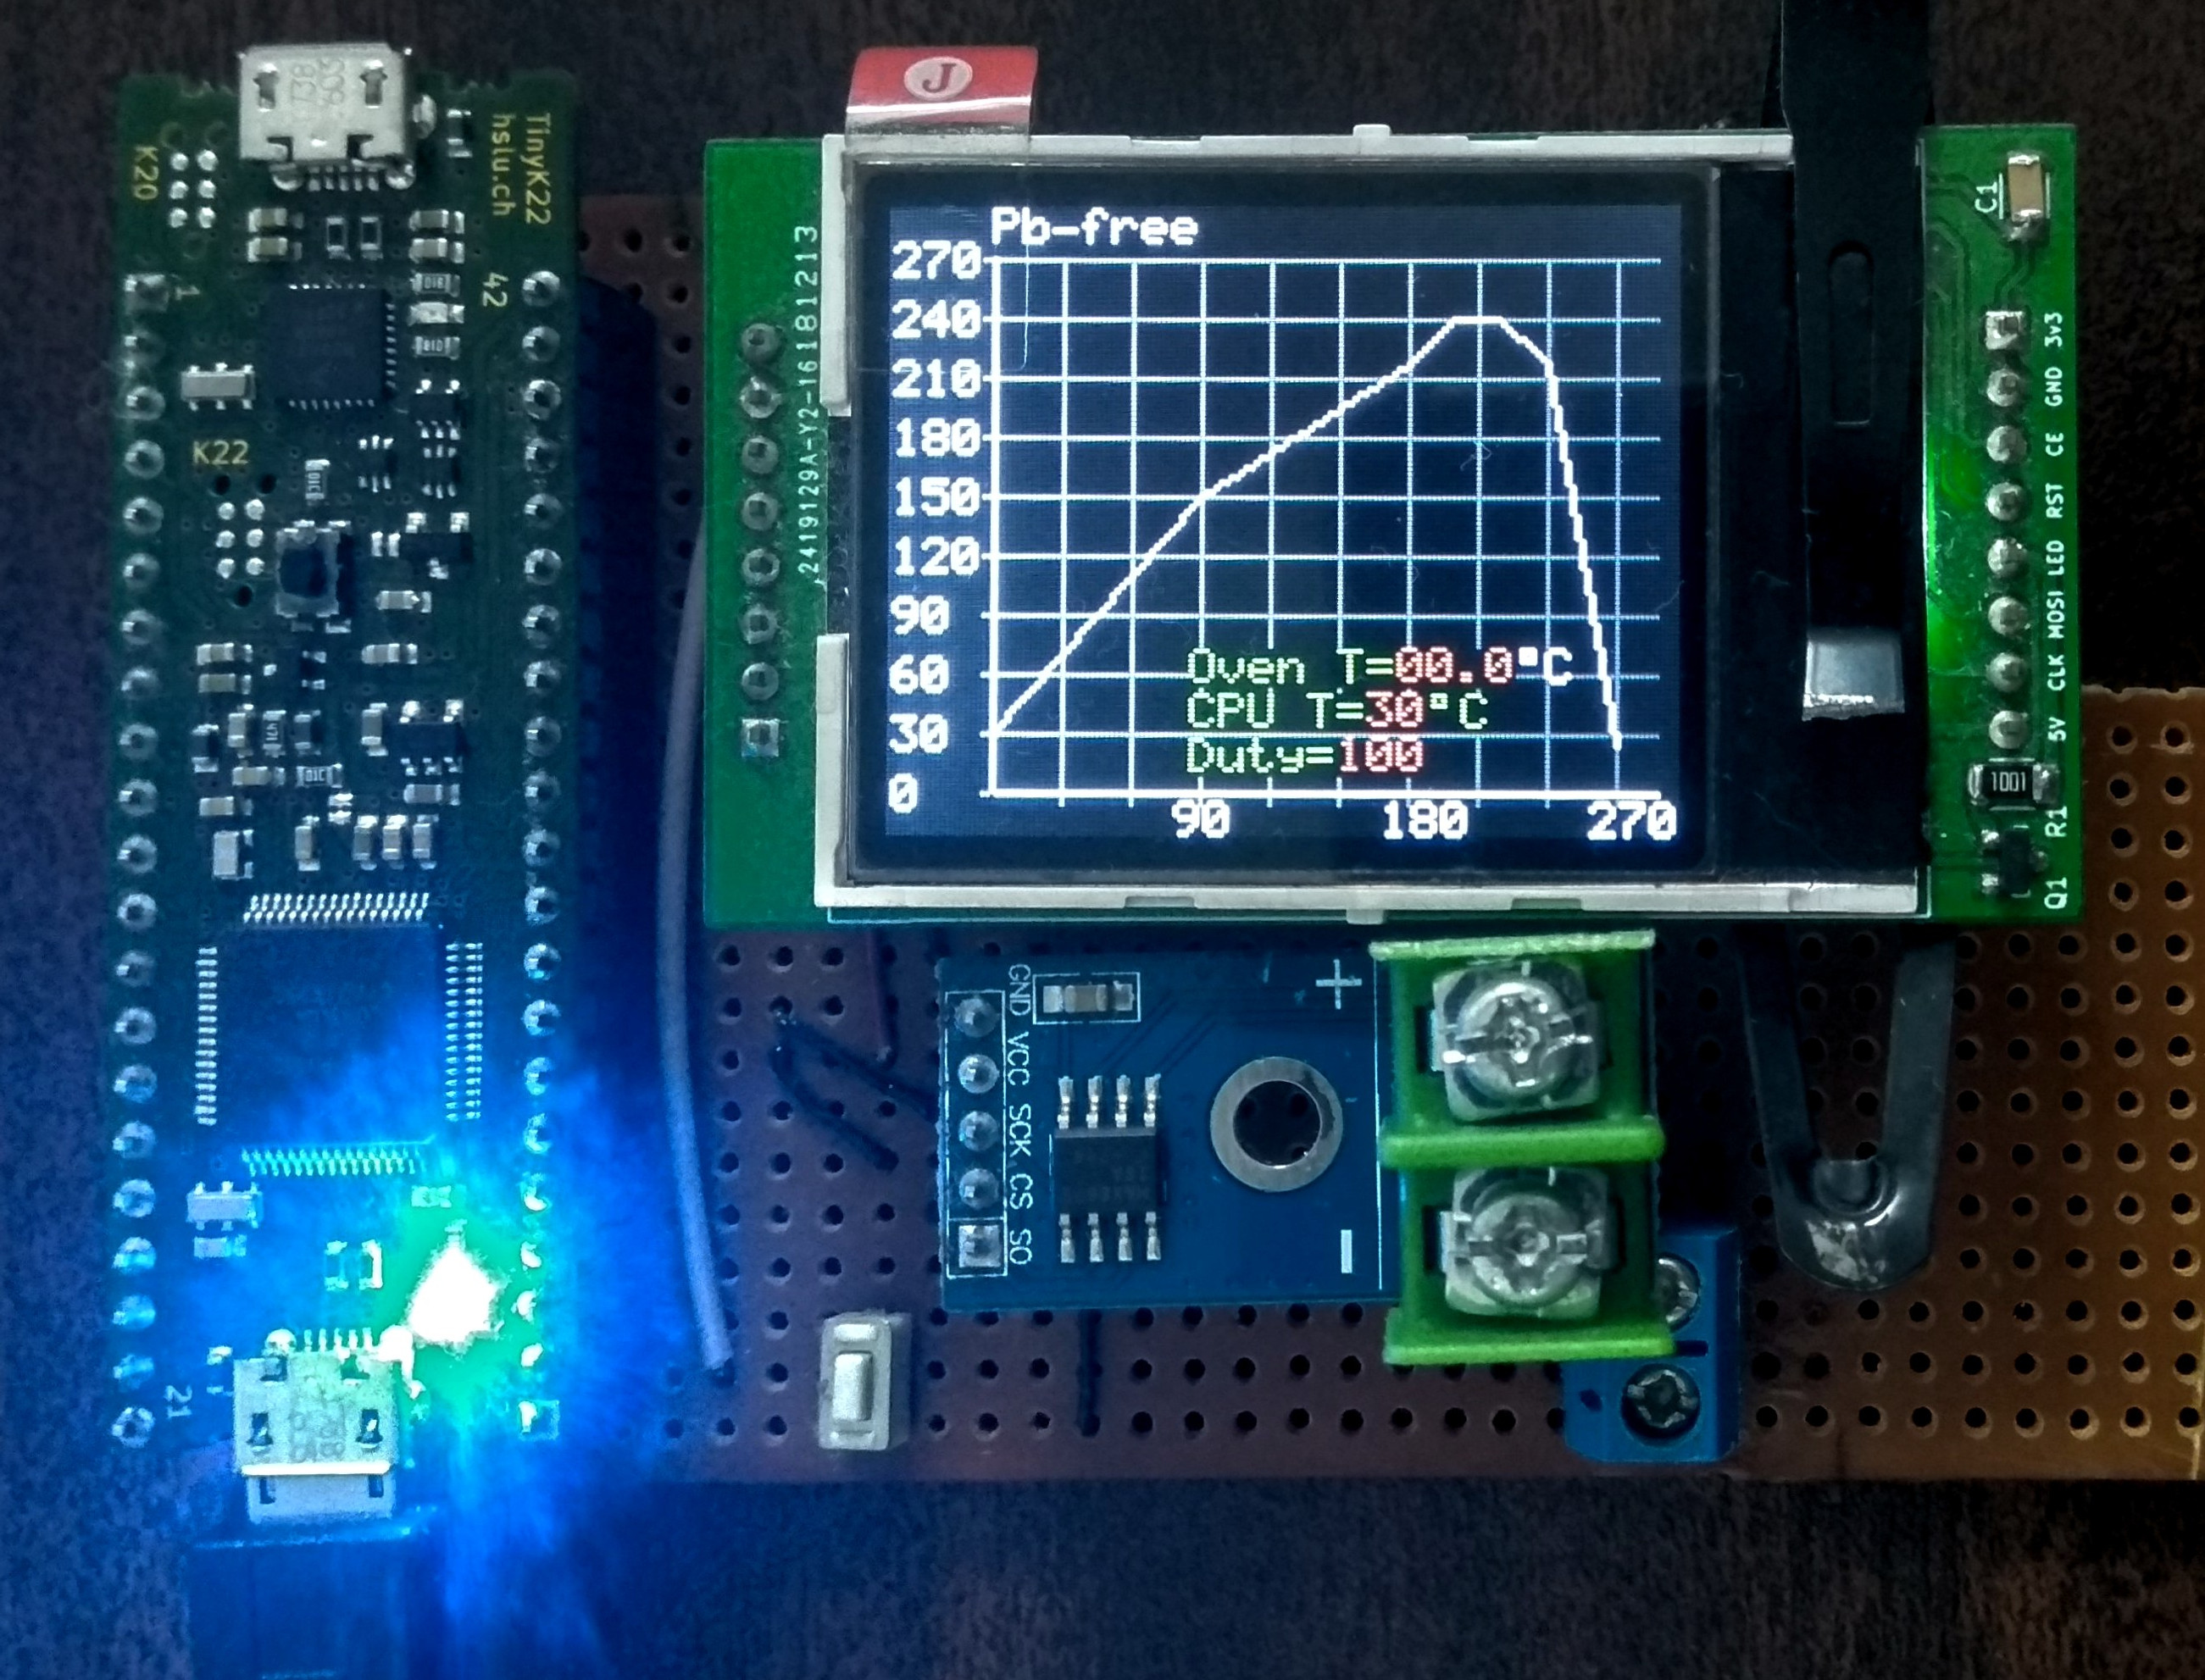 J
TinyK22
hslu.ch
K20
1
42
K22
21
2419129A-Y2-16181213
Pb-free
270
240
210
180
150
120
90
60
30
0
90 180 270
Oven T=00.0°C
CPU T=30°C
Duty=100
C1
3v3
GND
CE
RST
LED
MOSI
CLK
5V
1001
R1
Q1
GND
VCC
SCK
CS
SO
+
-